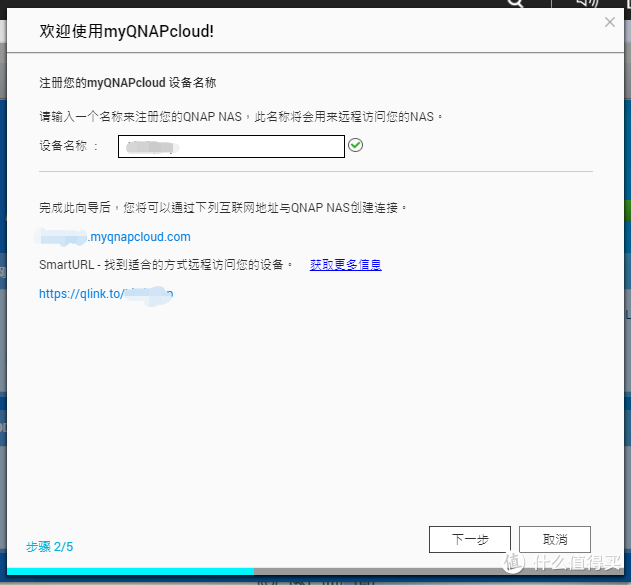 欢迎使用myQNAPcloud!
注册您的myQNAPcloud 设备名称
请输入一个名称来注册您的QNAP NAS，此名称将会用来远程访问您的NAS。
设备名称 ：
完成此向导后，您将可以通过下列互联网地址与QNAP NAS创建连接。
.myqnapcloud.com
SmartURL - 找到适合的方式远程访问您的设备。 获取更多信息
https://qlink.to/
步骤 2/5
下一步 取消
值 什么值得买